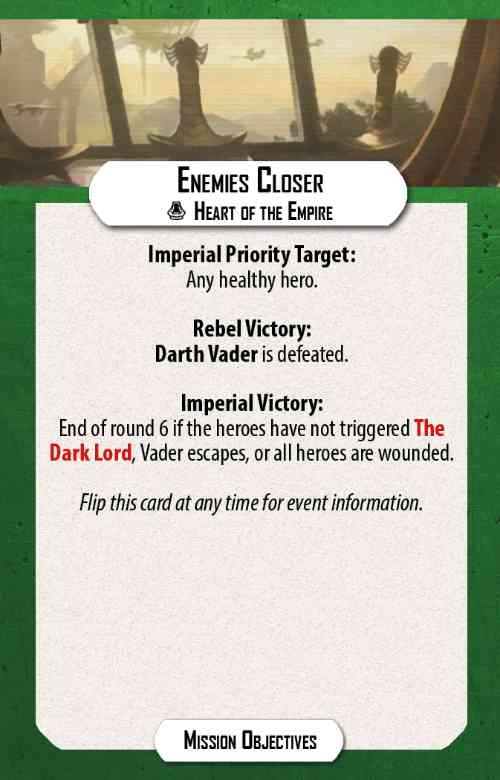 Enemies Closer
Heart of the Empire
Imperial Priority Target:
Any healthy hero.
Rebel Victory:
Darth Vader is defeated.
Imperial Victory:
End of round 6 if the heroes have not triggered The
Dark Lord, Vader escapes, or all heroes are wounded.
Flip this card at any time for event information.
Mission Objectives